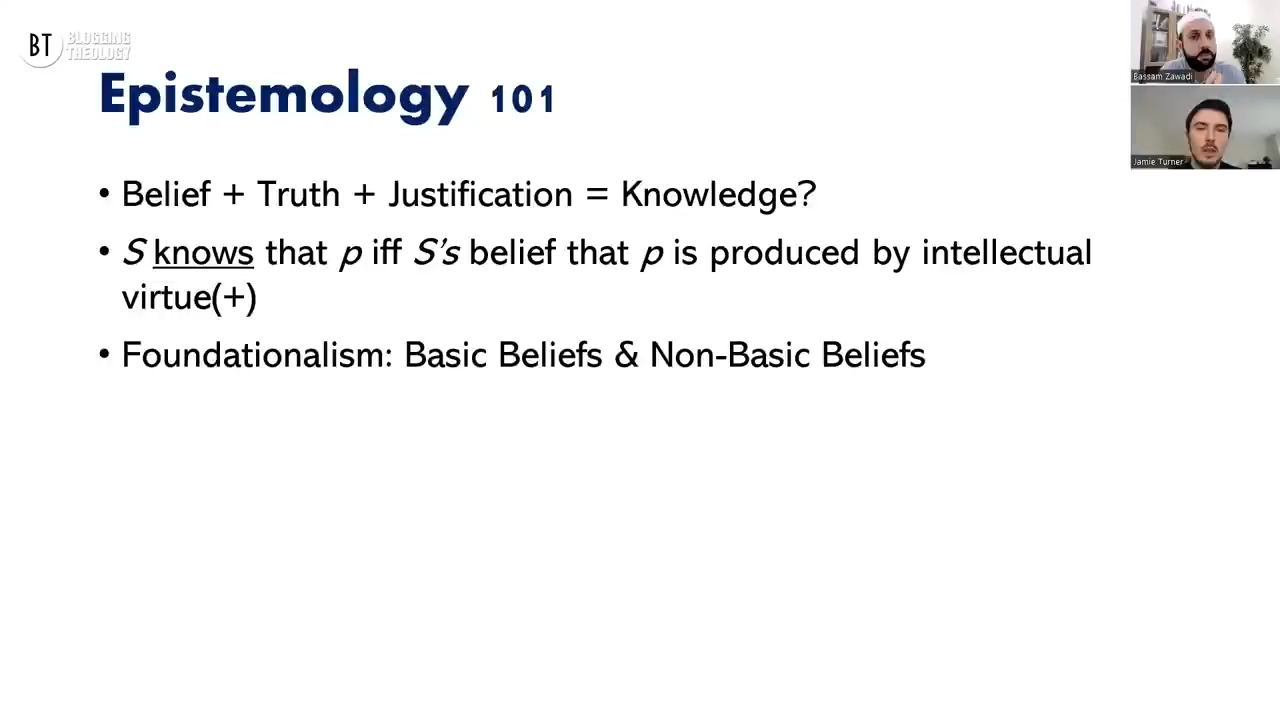 BT BLOGGING
THEOLOGY
Bassam Zawadi
Jamie Turner
Epistemology 101
• Belief + Truth + Justification = Knowledge?
• S knows that p iff S's belief that p is produced by intellectual
virtue(+)
• Foundationalism: Basic Beliefs & Non-Basic Beliefs